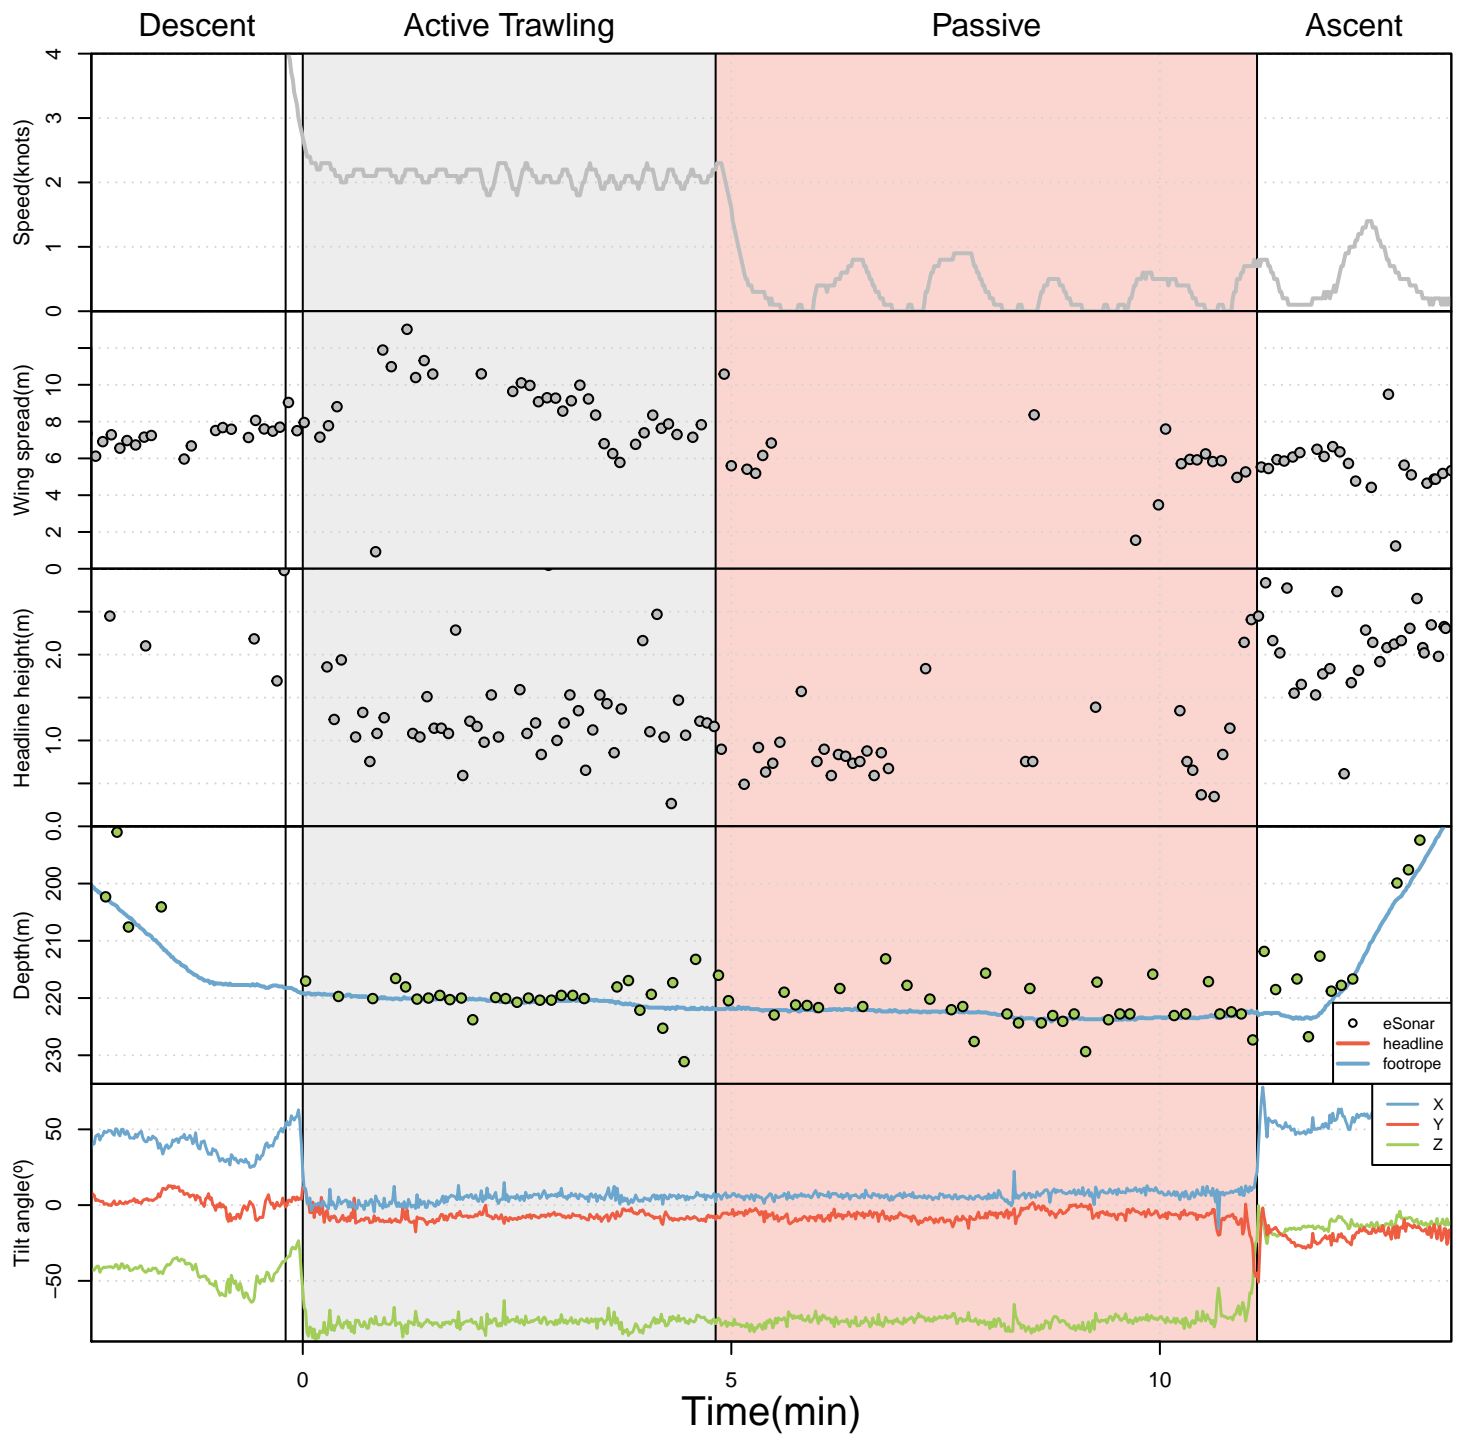 Descent Active Trawling Passive Ascent
Speed(knots)
4
3
2
1
0
Wing spread(m)
10
8
6
4
2
0
Headline height(m)
2.0
1.0
0.0
Depth(m)
200
210
220
230
eSonar
headline
footrope
Tilt angle(º)
50
0
−50
X
Y
Z
0 5 10
Time(min)